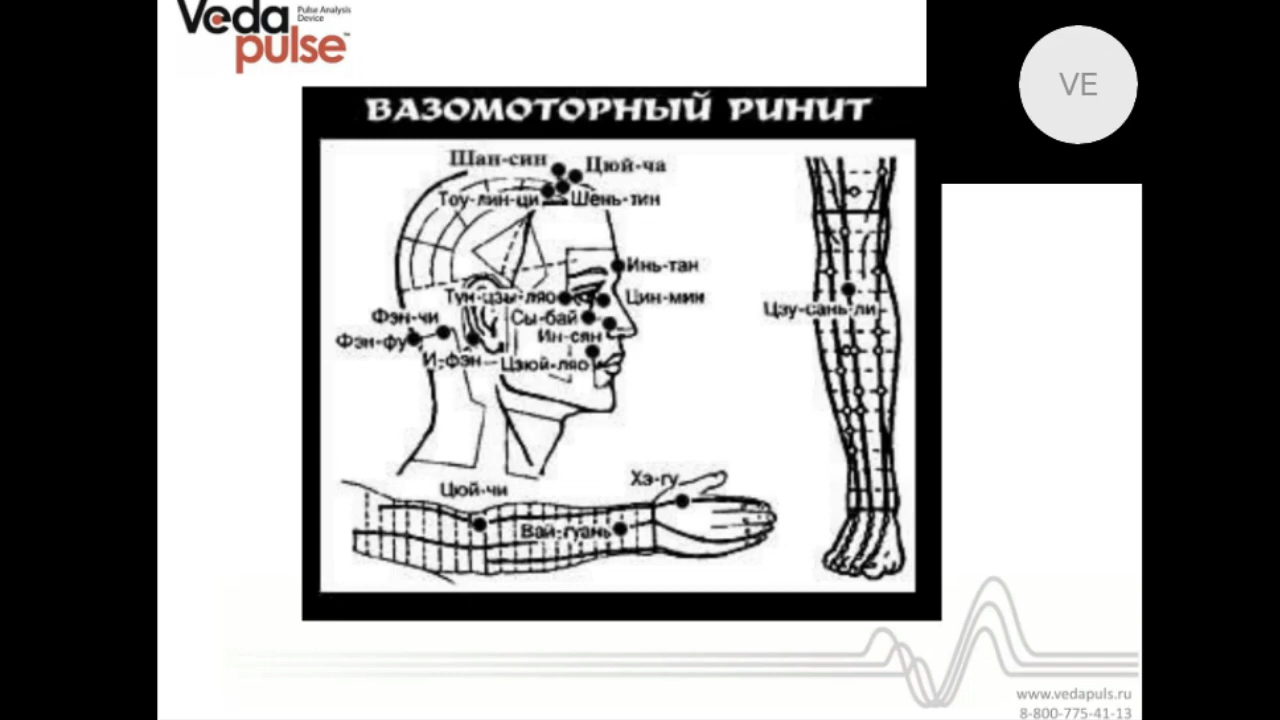 Veda
Pulse Analysis
Device
pulse™
VE
ВАЗОМОТОРНЫЙ РИНИТ
Шан-син
Цюй-ча
Тоу-лин-ци
Шень-тин
Инь-тан
Тун-цзы-ляо
Цин-мин
Фэн-чи
Сы-бай
Цзу-сань-ли
Фэн-фу
Ин-сян
И-фэн
Цзюй-ляо
Цюй-чи
Хэ-гу
Вай-гуань
www.vedapuls.ru
8-800-775-41-13